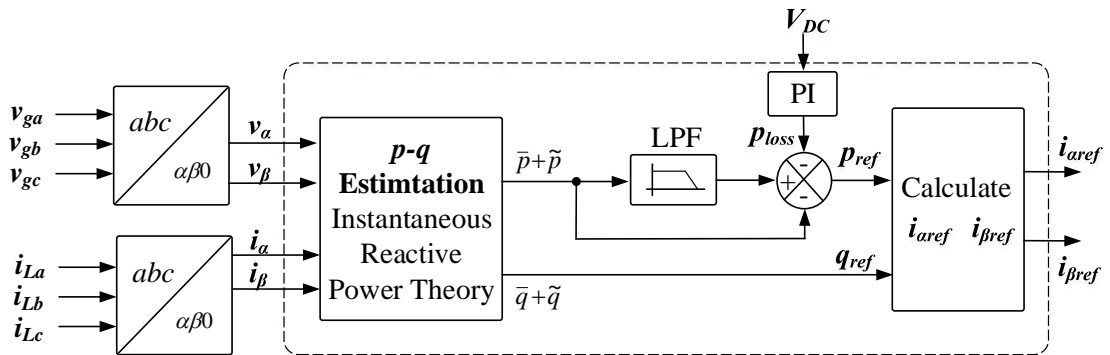 V_DC
PI
v_ga
v_gb
v_gc
abc
αβ0
v_α
v_β
i_La
i_Lb
i_Lc
abc
αβ0
i_α
i_β
p-q
Estimtation
Instantaneous
Reactive
Power Theory
p̄+p̃
q̄+q̃
LPF
p_loss
-
+
-
p_ref
q_ref
Calculate
i_αref i_βref
i_αref
i_βref